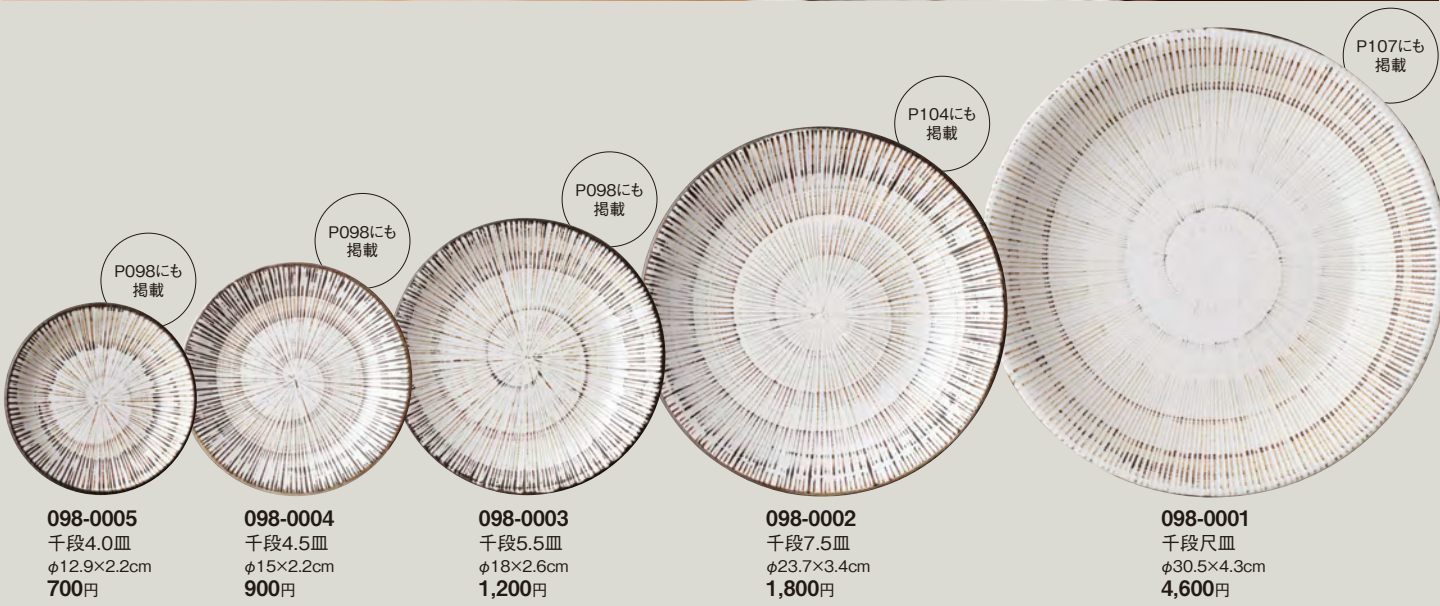 P098にも
掲載
P098にも
掲載
P098にも
掲載
P104にも
掲載
P107にも
掲載
098-0005
千段4.0皿
φ12.9×2.2cm
700円
098-0004
千段4.5皿
φ15×2.2cm
900円
098-0003
千段5.5皿
φ18×2.6cm
1,200円
098-0002
千段7.5皿
φ23.7×3.4cm
1,800円
098-0001
千段尺皿
φ30.5×4.3cm
4,600円